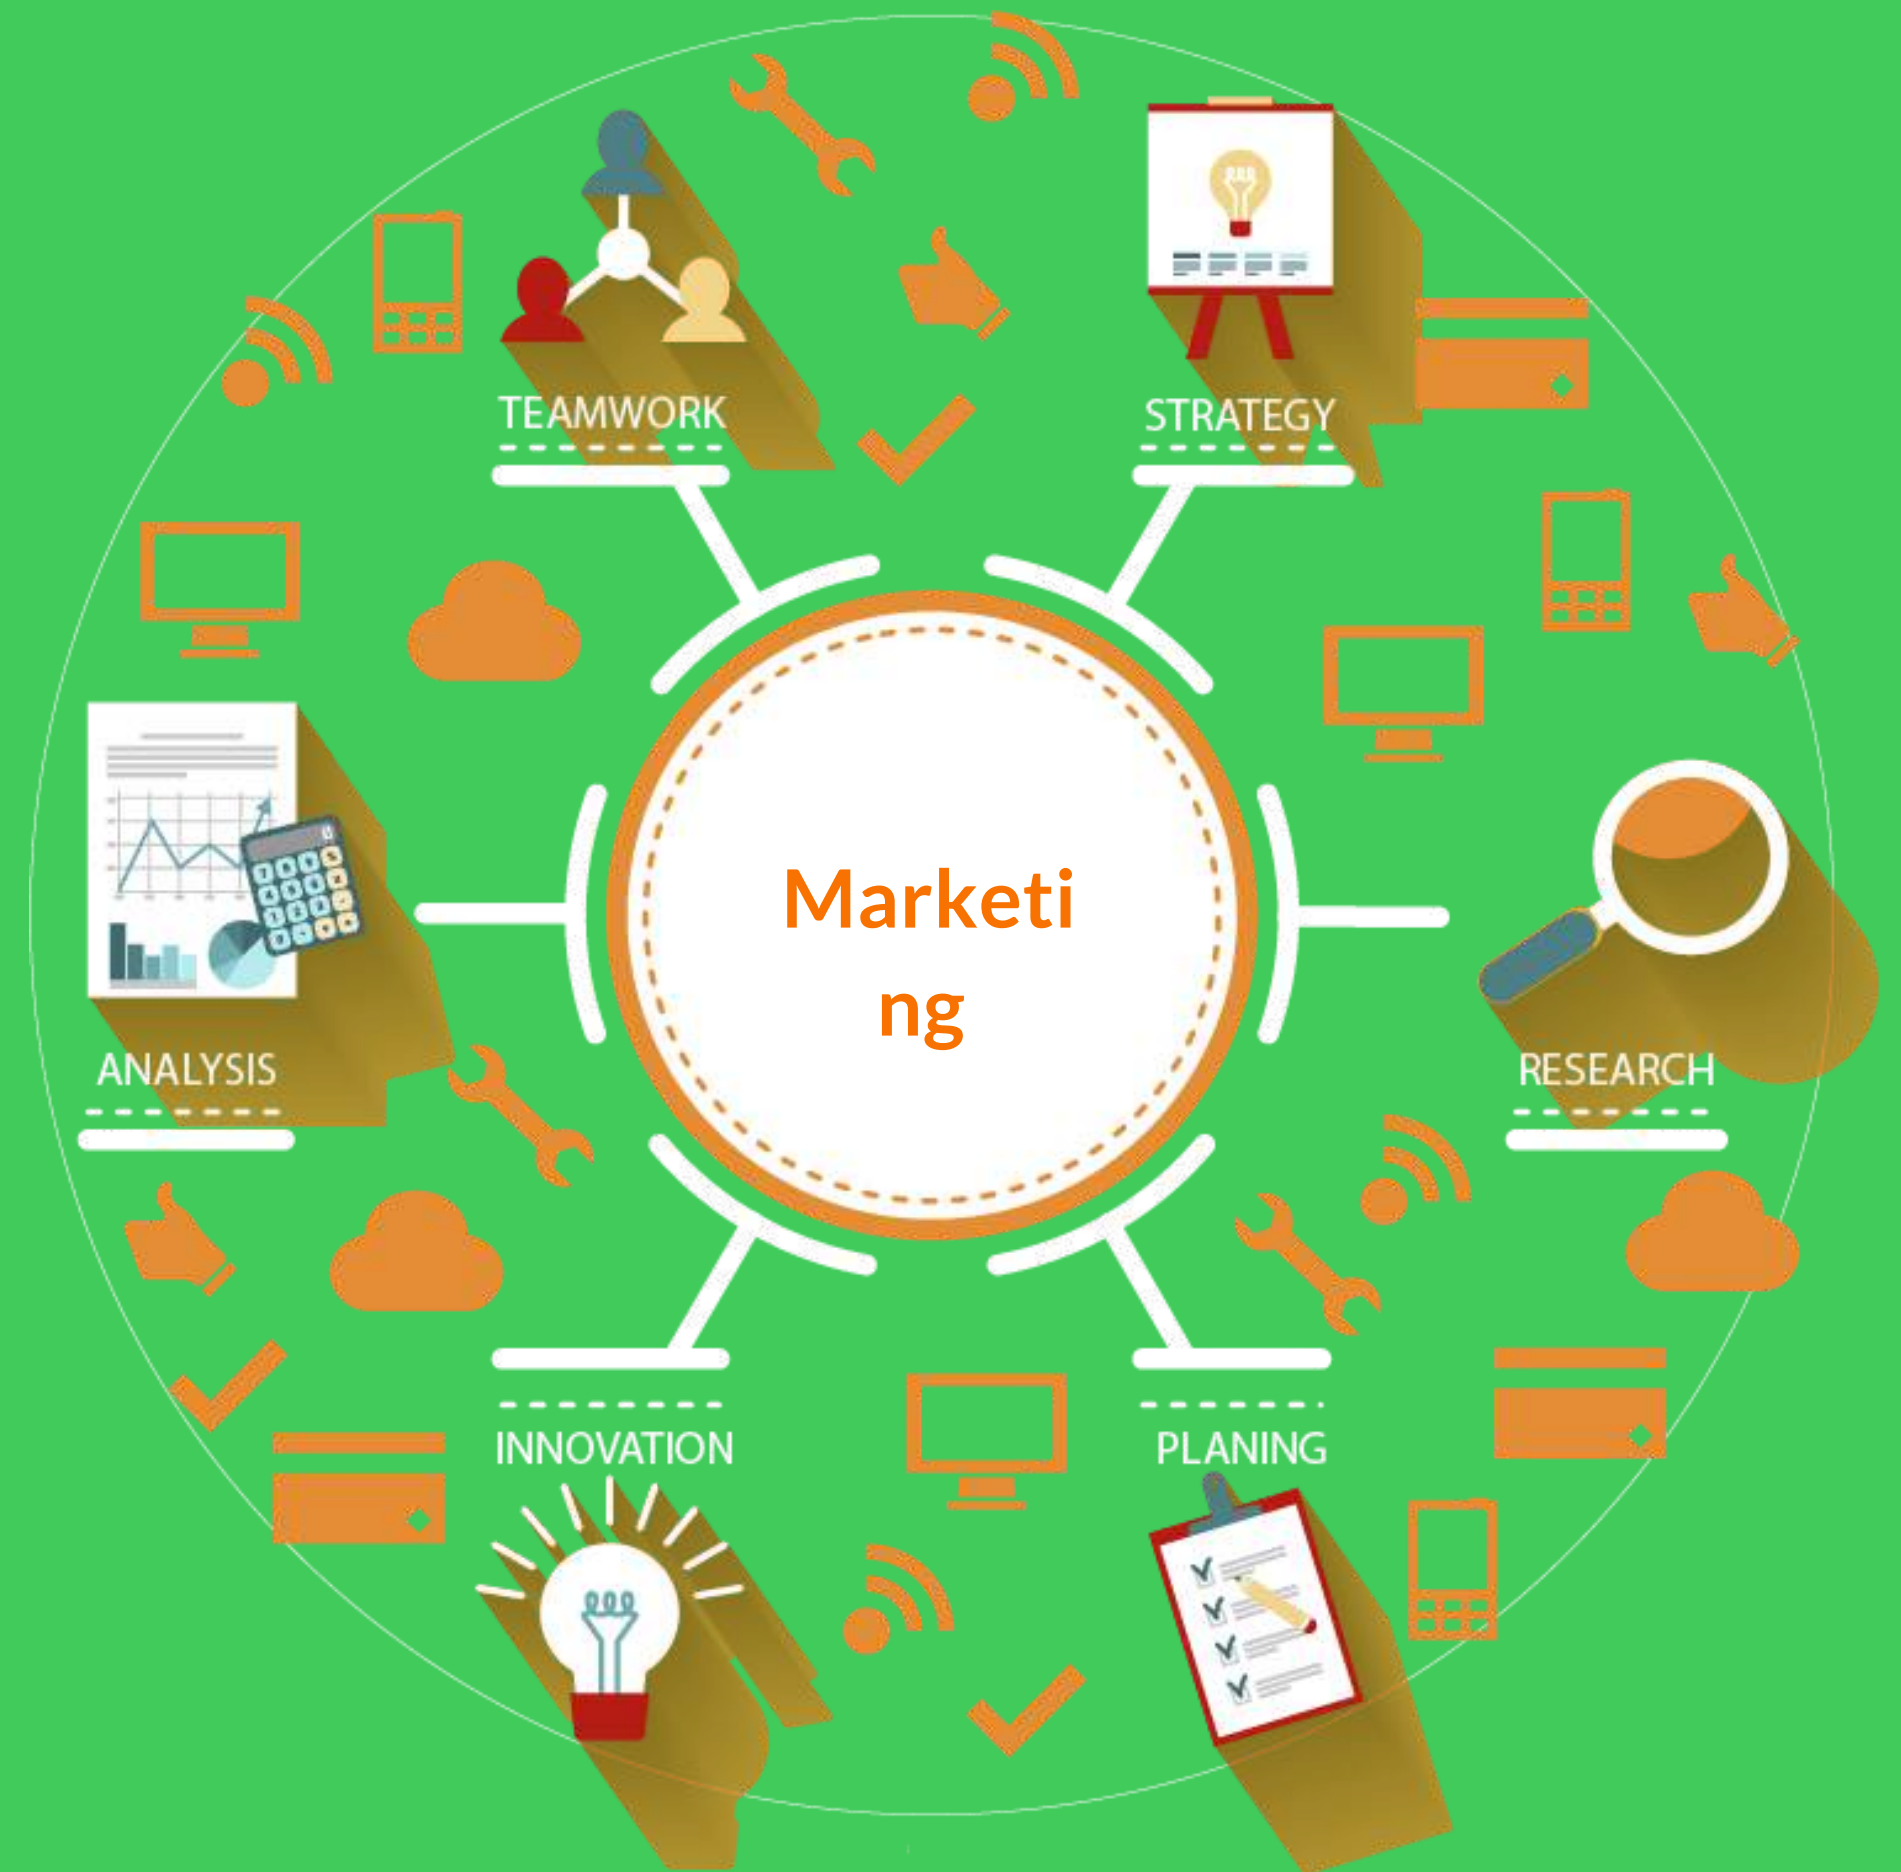 TEAMWORK
STRATEGY
Marketi
ng
ANALYSIS
RESEARCH
INNOVATION
PLANING